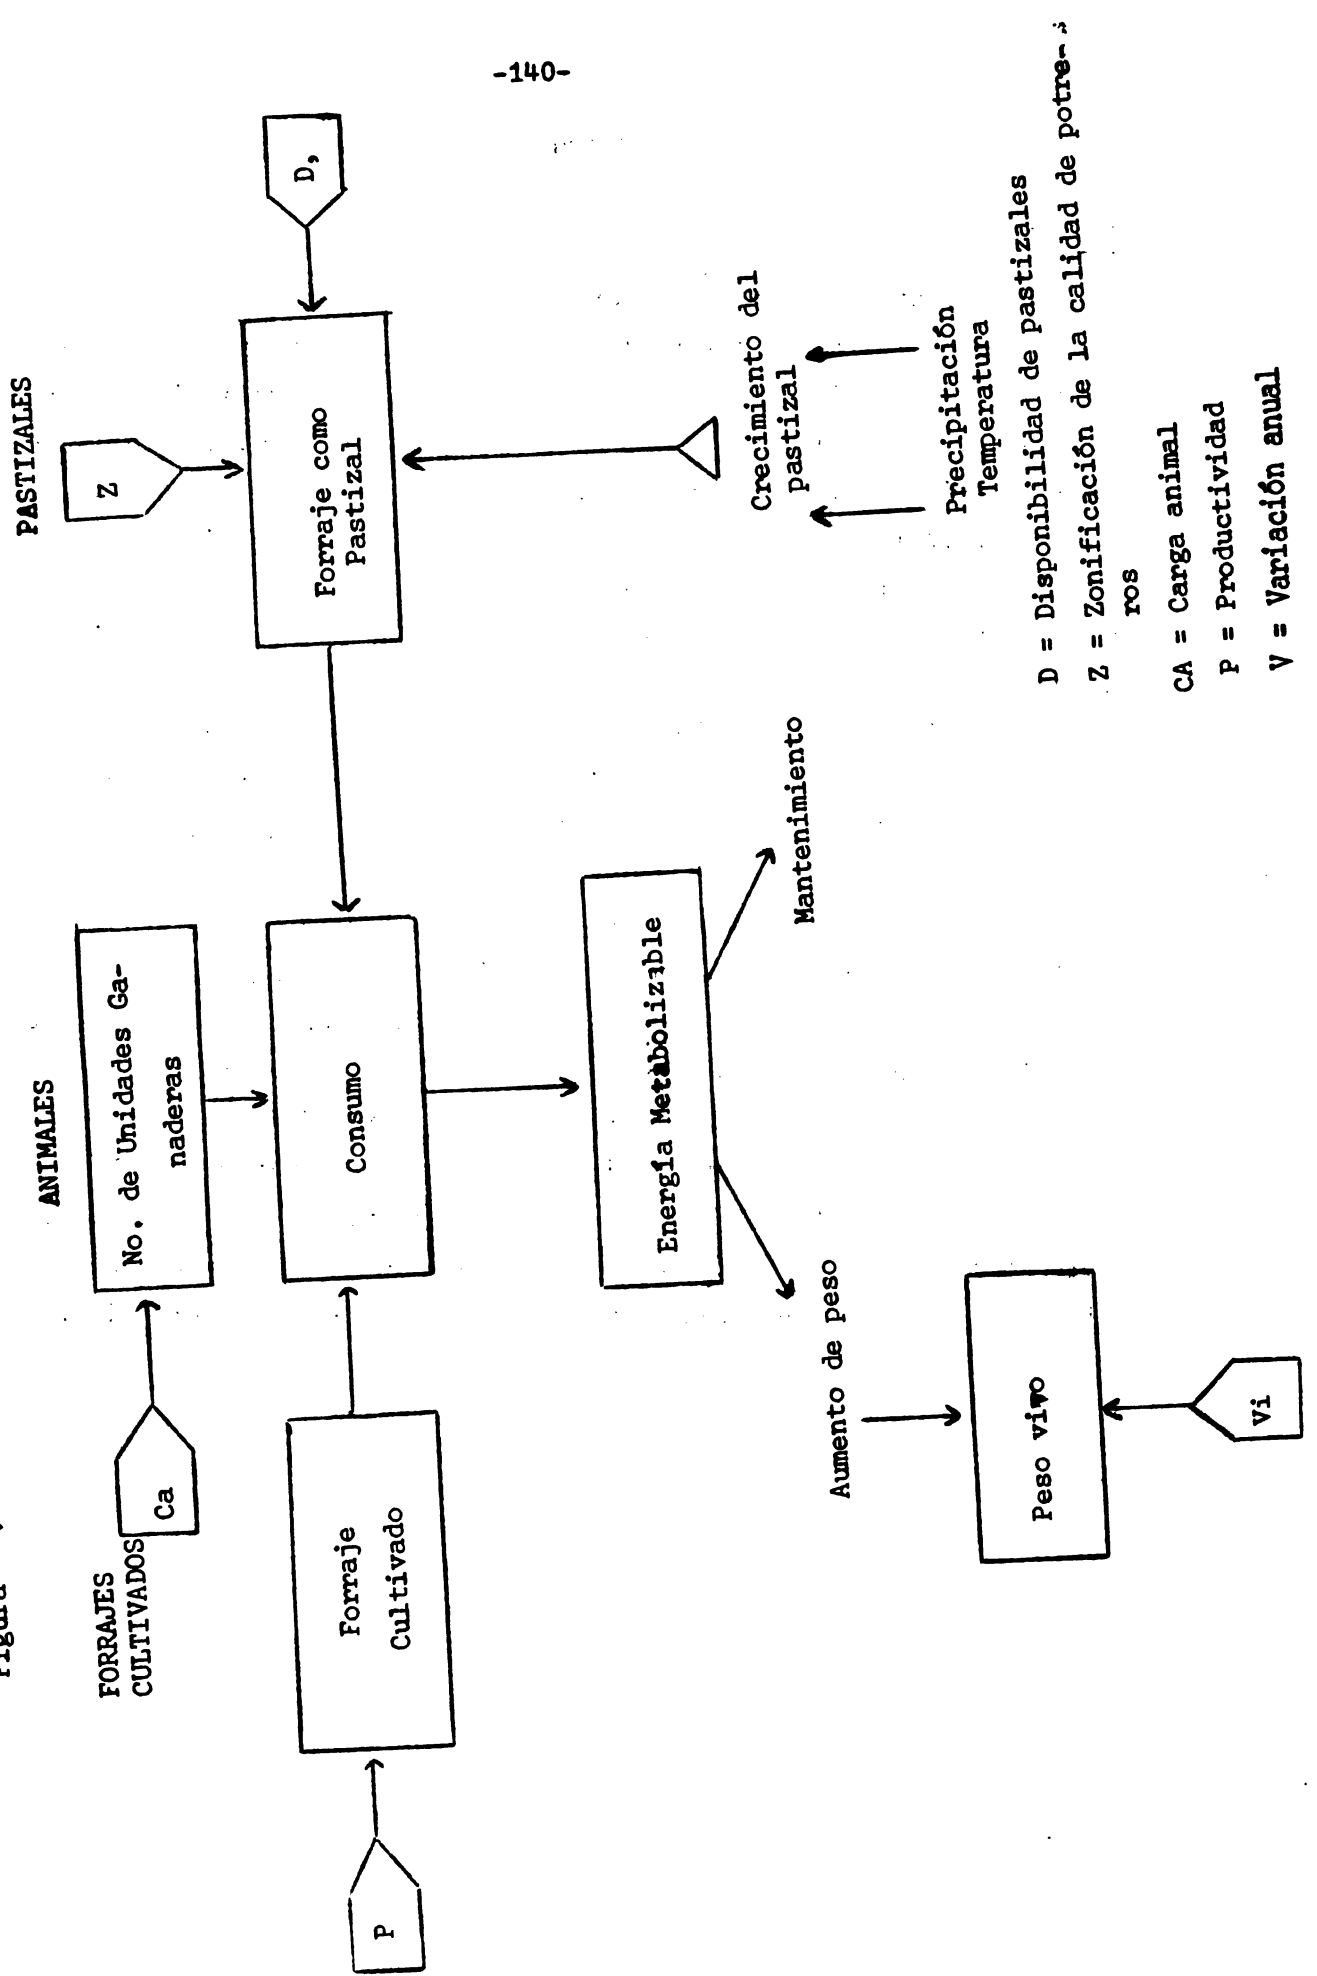 -140-
Figura
FORRAJES
CULTIVADOS
ANIMALES
PASTIZALES
Ca
No. de Unidades Ga-
naderas
Z
P
Forraje
Cultivado
Consumo
Forraje como
Pastizal
D,
Energía Metabolizable
Crecimiento del
pastizal
Aumento de peso
Mantenimiento
Precipitación
Temperatura
Peso vivo
Vi
D = Disponibilidad de pastizales
Z = Zonificación de la calidad de potre-
ros
CA = Carga animal
P = Productividad
V = Variación anual